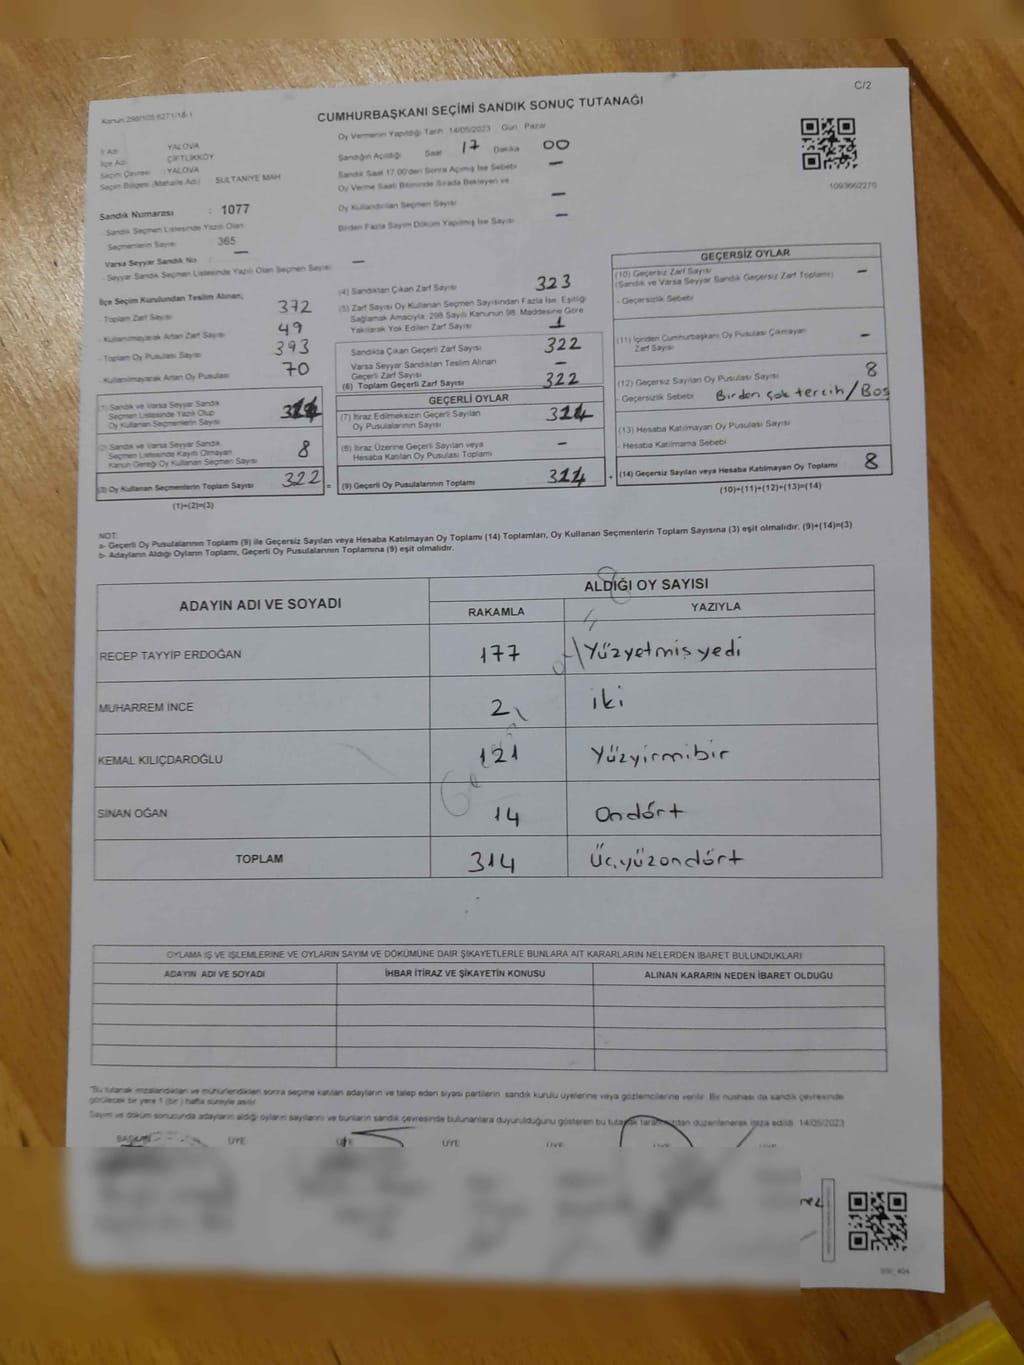 C/2
Kanun 298/105 6271/18-1
CUMHURBAŞKANI SEÇİMİ SANDIK SONUÇ TUTANAĞI
Oy Vermenin Yapıldığı Tarih 14/05/2023 Gün Pazar
İl Adı YALOVA
İlçe Adı ÇİFTLİKKÖY
Seçim Çevresi : YALOVA
Seçim Bölgesi (Mahalle Adı) SULTANİYE MAH
Sandığın Açıldığı Saat 17 Dakika 00
Sandık Saat 17.00'den Sonra Açılmış İse Sebebi —
Oy Verme Saati Bitiminde Sırada Bekleyen ve
Oy Kullandırılan Seçmen Sayısı —
Birden Fazla Sayım Döküm Yapılmış İse Sayısı —
1093662270
Sandık Numarası : 1077
- Sandık Seçmen Listesinde Yazılı Olan
Seçmenlerin Sayısı 365
Varsa Seyyar Sandık No : —
- Seyyar Sandık Seçmen Listesinde Yazılı Olan Seçmen Sayısı —
İlçe Seçim Kurulundan Teslim Alınan;
Toplam Zarf Sayısı 372
- Kullanılmayarak Artan Zarf Sayısı 49
- Toplam Oy Pusulası Sayısı 393
- Kullanılmayarak Artan Oy Pusulası 70
(1) Sandık ve Varsa Seyyar Sandık
Seçmen Listesinde Yazılı Olup
Oy Kullanan Seçmenlerin Sayısı 314
(2) Sandık ve Varsa Seyyar Sandık
Seçmen Listesinde Kayıtlı Olmayan
Kanun Gereği Oy Kullanan Seçmen Sayısı 8
(3) Oy Kullanan Seçmenlerin Toplam Sayısı 322 =
(1)+(2)=(3)
(4) Sandıktan Çıkan Zarf Sayısı 323
(5) Zarf Sayısı Oy Kullanan Seçmen Sayısından Fazla İse, Eşitliği
Sağlamak Amacıyla, 298 Sayılı Kanunun 98. Maddesine Göre
Yakılarak Yok Edilen Zarf Sayısı 1
Sandıkta Çıkan Geçerli Zarf Sayısı 322
Varsa Seyyar Sandıktan Teslim Alınan
Geçerli Zarf Sayısı —
(6) Toplam Geçerli Zarf Sayısı 322
GEÇERLİ OYLAR
(7) İtiraz Edilmeksizin Geçerli Sayılan
Oy Pusulalarının Sayısı 314
(8) İtiraz Üzerine Geçerli Sayılan veya
Hesaba Katılan Oy Pusulası Toplamı —
(9) Geçerli Oy Pusulalarının Toplamı 314 +
GEÇERSİZ OYLAR
(10) Geçersiz Zarf Sayısı
(Sandık ve Varsa Seyyar Sandık Geçersiz Zarf Toplamı) —
- Geçersizlik Sebebi
(11) İçinden Cumhurbaşkanı Oy Pusulası Çıkmayan
Zarf Sayısı —
(12) Geçersiz Sayılan Oy Pusulası Sayısı 8
- Geçersizlik Sebebi Birden çok tercih/Boş
(13) Hesaba Katılmayan Oy Pusulası Sayısı
- Hesaba Katılmama Sebebi
(14) Geçersiz Sayılan veya Hesaba Katılmayan Oy Toplamı 8
(10)+(11)+(12)+(13)=(14)
NOT:
a- Geçerli Oy Pusulalarının Toplamı (9) ile Geçersiz Sayılan veya Hesaba Katılmayan Oy Toplamı (14) Toplamları, Oy Kullanan Seçmenlerin Toplam Sayısına (3) eşit olmalıdır. (9)+(14)=(3)
b- Adayların Aldığı Oyların Toplamı, Geçerli Oy Pusulalarının Toplamına (9) eşit olmalıdır.
ADAYIN ADI VE SOYADI ALDIĞI OY SAYISI
RAKAMLA YAZIYLA
RECEP TAYYİP ERDOĞAN 177 Yüzyetmişyedi
MUHARREM İNCE 2 iki
KEMAL KILIÇDAROĞLU 121 Yüzyirmibir
SİNAN OĞAN 14 Ondört
TOPLAM 314 Üçyüzondört
OYLAMA İŞ VE İŞLEMLERİNE VE OYLARIN SAYIM VE DÖKÜMÜNE DAİR ŞİKAYETLERLE BUNLARA AİT KARARLARIN NELERDEN İBARET BULUNDUKLARI
ADAYIN ADI VE SOYADI İHBAR İTİRAZ VE ŞİKAYETİN KONUSU ALINAN KARARIN NEDEN İBARET OLDUĞU
"Bu tutanak imzalandıktan ve mühürlendikten sonra seçime katılan adayların ve talep eden siyasi partilerin sandık kurulu üyelerine veya gözlemcilerine verilir. Bir nüshası da sandık çevresinde
görülecek bir yere 1 (bir) hafta süreyle asılır.
Sayım ve döküm sonucunda adayların aldığı oyların sayılarını ve bunların sandık çevresinde bulunanlara duyurulduğunu gösteren bu tutanak tarafımızdan düzenlenerek imza edildi. 14/05/2023
BAŞKAN ÜYE ÜYE ÜYE ÜYE ÜYE